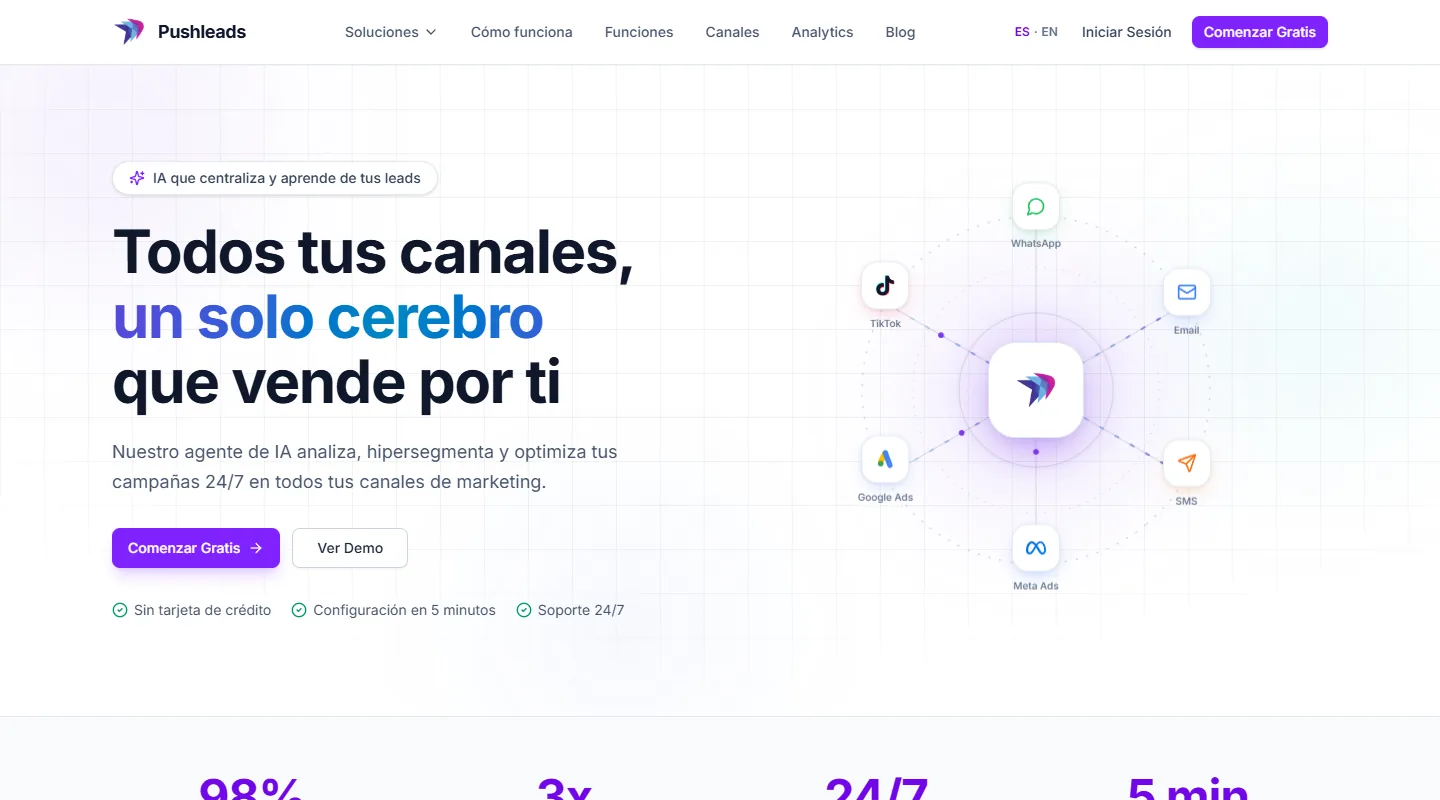 Pushleads
Soluciones
Cómo funciona
Funciones
Canales
Analytics
Blog
ES · EN
Iniciar Sesión
Comenzar Gratis
IA que centraliza y aprende de tus leads
Todos tus canales,
un solo cerebro
que vende por ti
Nuestro agente de IA analiza, hipersegmenta y optimiza tus
campañas 24/7 en todos tus canales de marketing.
Comenzar Gratis
Ver Demo
Sin tarjeta de crédito
Configuración en 5 minutos
Soporte 24/7
WhatsApp
TikTok
Email
Google Ads
SMS
Meta Ads
98%
3x
24/7
5 min